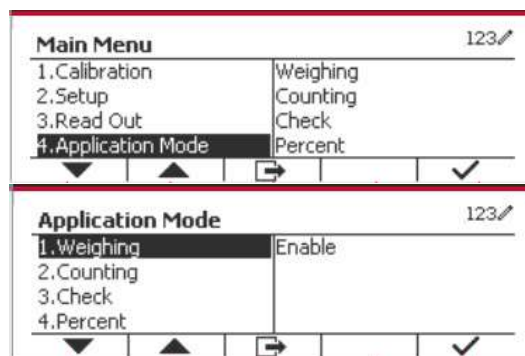 Main Menu 123
1.Calibration Weighing
2.Setup Counting
3.Read Out Check
4.Application Mode Percent
Application Mode 123
1.Weighing Enable
2.Counting
3.Check
4.Percent